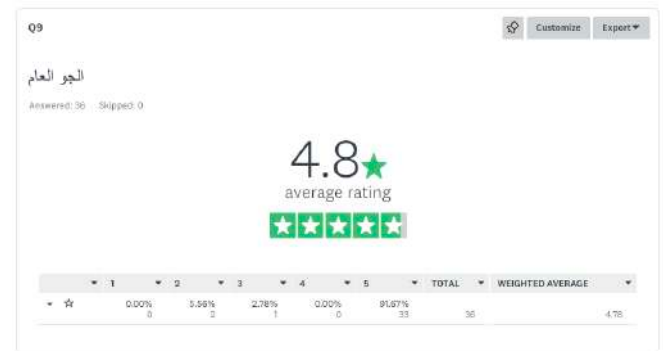 Q9 Customize Export
الجو العام
Answered: 36 Skipped: 0
4.8
average rating
1 2 3 4 5 TOTAL WEIGHTED AVERAGE
0.00% 5.56% 2.78% 0.00% 91.67%
0 2 1 0 33 36 4.78